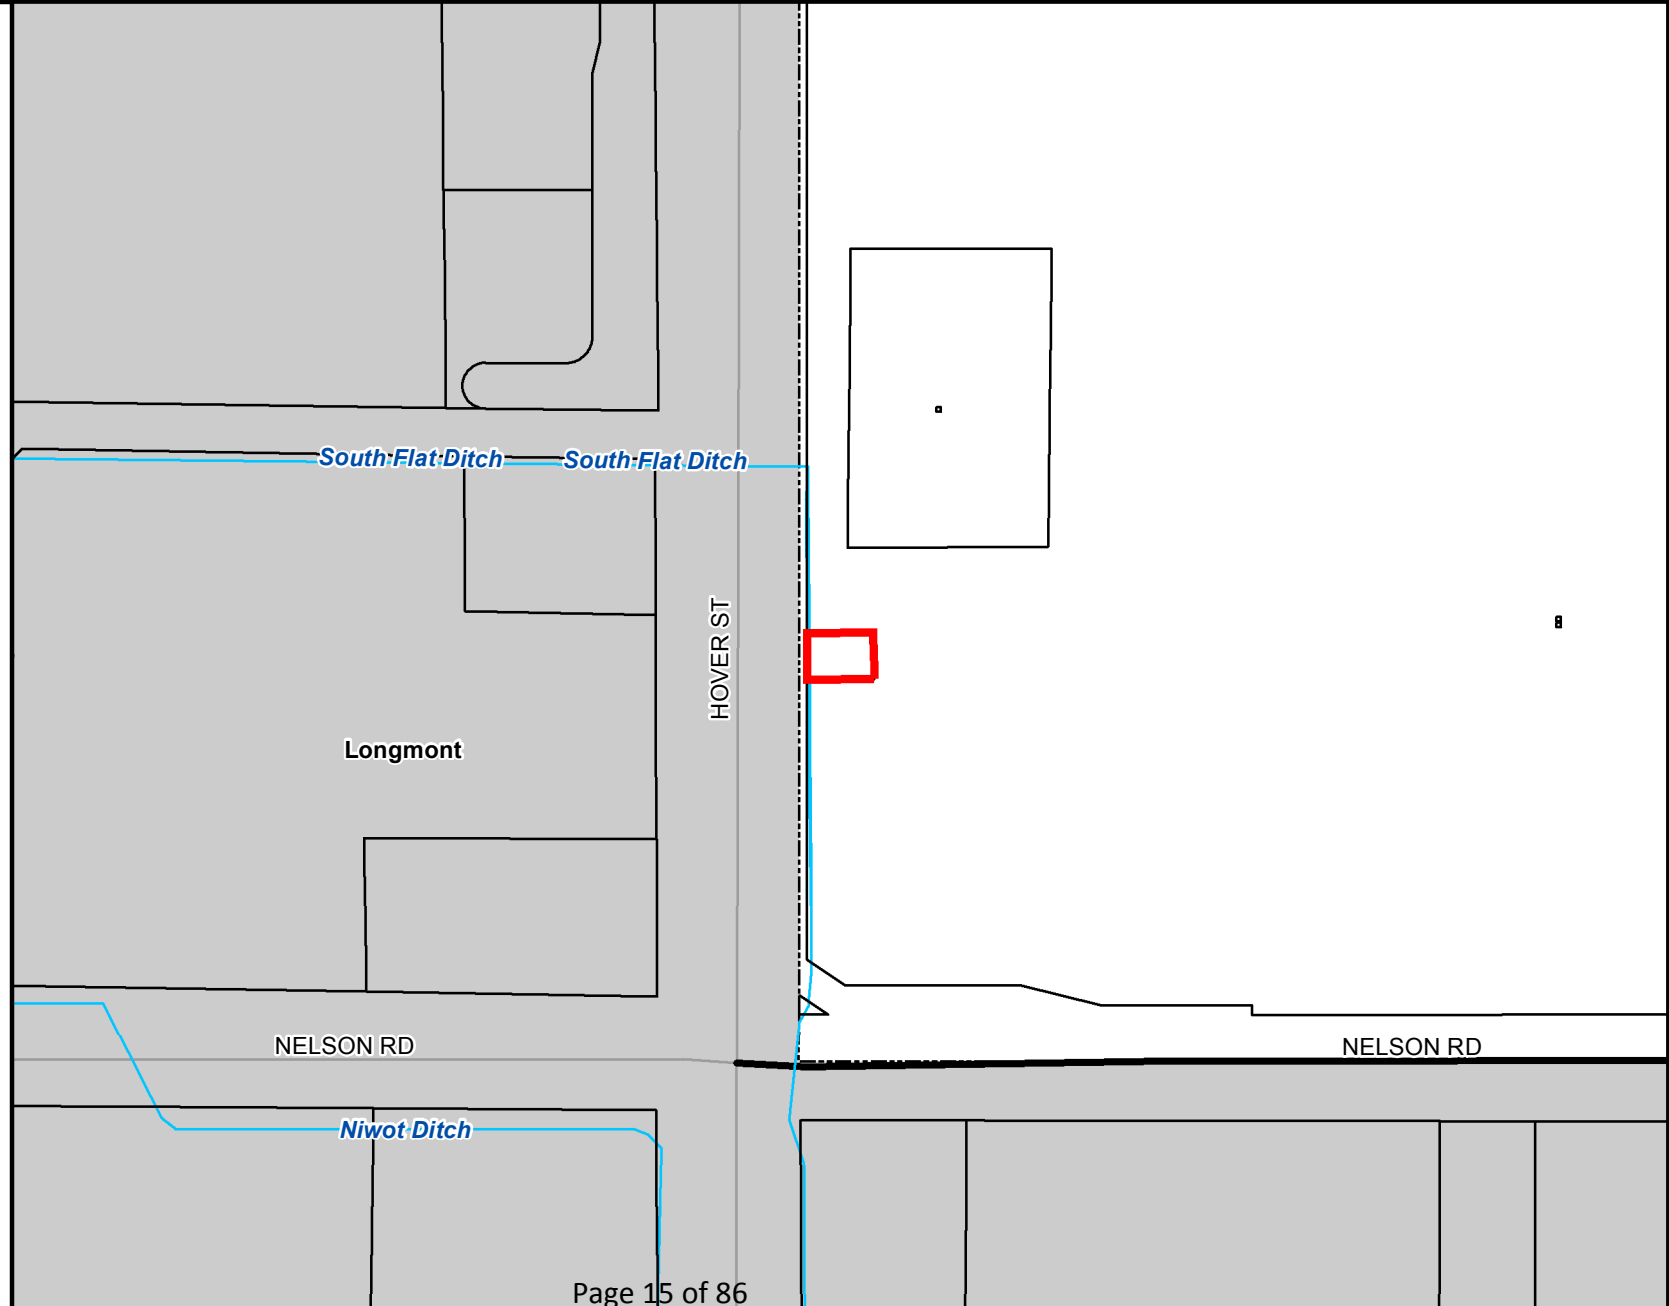 South Flat Ditch
South Flat Ditch
HOVER ST
Longmont
NELSON RD
NELSON RD
Niwot Ditch
Page 15 of 86